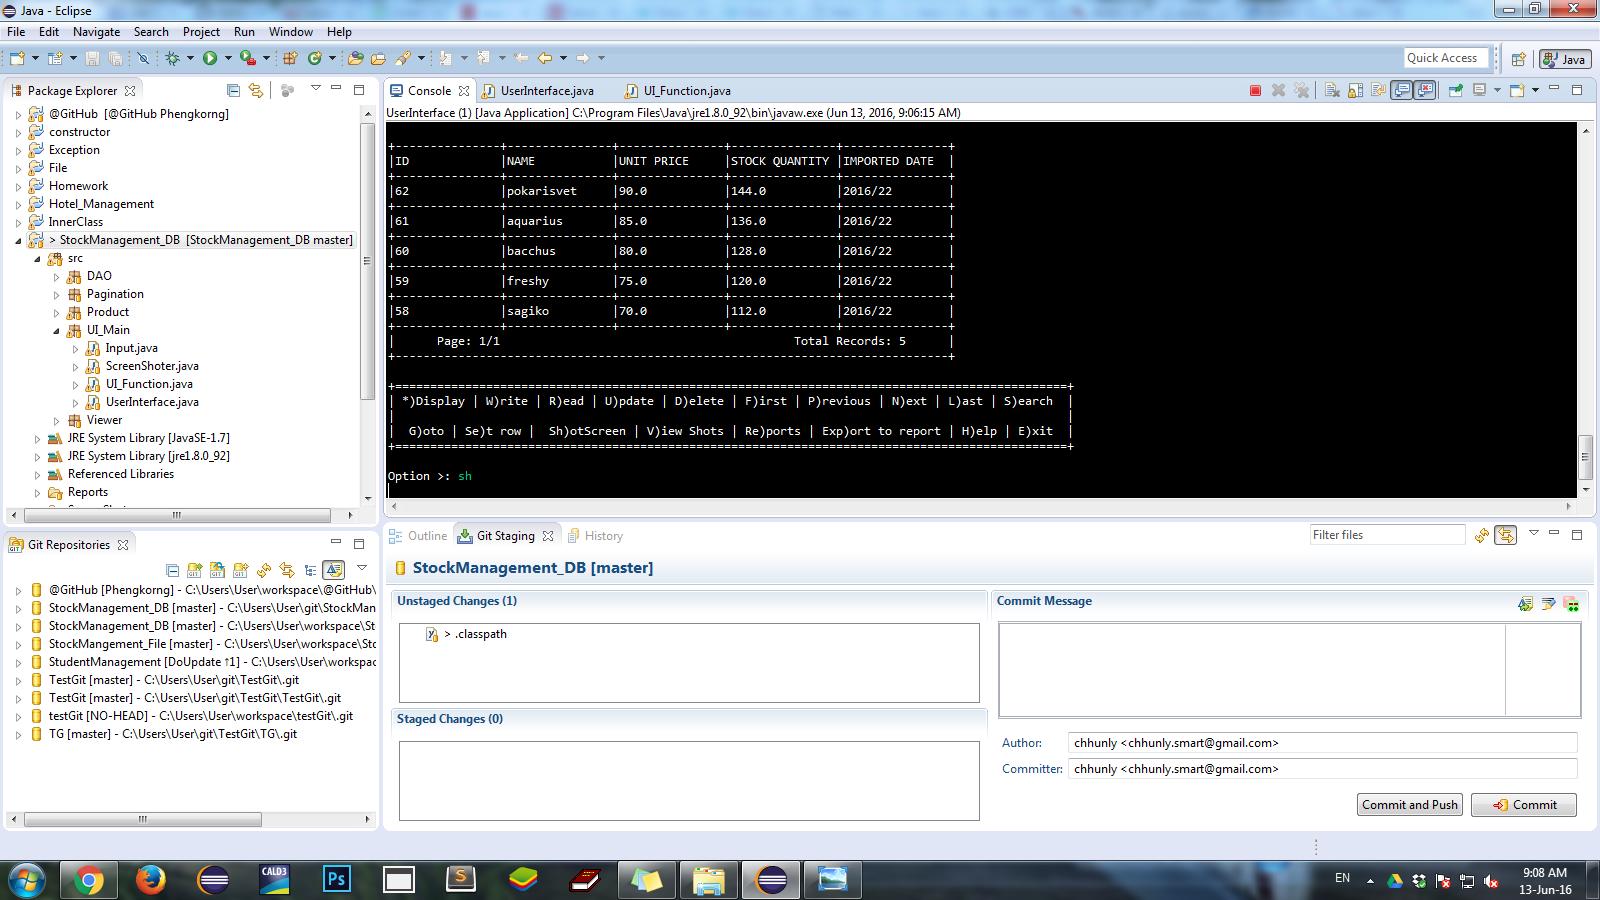 Java - Eclipse
File Edit Navigate Search Project Run Window Help
Quick Access
Java
Package Explorer
@GitHub [@GitHub Phengkorng]
constructor
Exception
File
Homework
Hotel_Management
InnerClass
> StockManagement_DB [StockManagement_DB master]
src
DAO
Pagination
Product
UI_Main
Input.java
ScreenShoter.java
UI_Function.java
UserInterface.java
Viewer
JRE System Library [JavaSE-1.7]
JRE System Library [jre1.8.0_92]
Referenced Libraries
Reports
Console UserInterface.java UI_Function.java
UserInterface (1) [Java Application] C:\Program Files\Java\jre1.8.0_92\bin\javaw.exe (Jun 13, 2016, 9:06:15 AM)
+---------------+---------------+---------------+---------------+---------------+
|ID |NAME |UNIT PRICE |STOCK QUANTITY |IMPORTED DATE |
+---------------+---------------+---------------+---------------+---------------+
|62 |pokarisvet |90.0 |144.0 |2016/22 |
+---------------+---------------+---------------+---------------+---------------+
|61 |aquarius |85.0 |136.0 |2016/22 |
+---------------+---------------+---------------+---------------+---------------+
|60 |bacchus |80.0 |128.0 |2016/22 |
+---------------+---------------+---------------+---------------+---------------+
|59 |freshy |75.0 |120.0 |2016/22 |
+---------------+---------------+---------------+---------------+---------------+
|58 |sagiko |70.0 |112.0 |2016/22 |
+---------------+---------------+---------------+---------------+---------------+
| Page: 1/1 Total Records: 5 |
+-------------------------------------------------------------------------------+
+================================================================================================+
| *)Display | W)rite | R)ead | U)pdate | D)elete | F)irst | P)revious | N)ext | L)ast | S)earch |
| |
| G)oto | Se)t row | Sh)otScreen | V)iew Shots | Re)ports | Exp)ort to report | H)elp | E)xit |
+================================================================================================+
Option >: sh
Git Repositories
@GitHub [Phengkorng] - C:\Users\User\workspace\@GitHub\
StockManagement_DB [master] - C:\Users\User\git\StockMan
StockManagement_DB [master] - C:\Users\User\workspace\St
StockMangement_File [master] - C:\Users\User\workspace\Sto
StudentManagement [DoUpdate ↑1] - C:\Users\User\workspac
TestGit [master] - C:\Users\User\git\TestGit\.git
TestGit [master] - C:\Users\User\git\TestGit\TestGit\.git
testGit [NO-HEAD] - C:\Users\User\workspace\testGit\.git
TG [master] - C:\Users\User\git\TestGit\TG\.git
Outline Git Staging History
Filter files
StockManagement_DB [master]
Unstaged Changes (1)
> .classpath
Staged Changes (0)
Commit Message
Author: chhunly <chhunly.smart@gmail.com>
Committer: chhunly <chhunly.smart@gmail.com>
Commit and Push Commit
CALD3
Ps
S
EN
9:08 AM
13-Jun-16